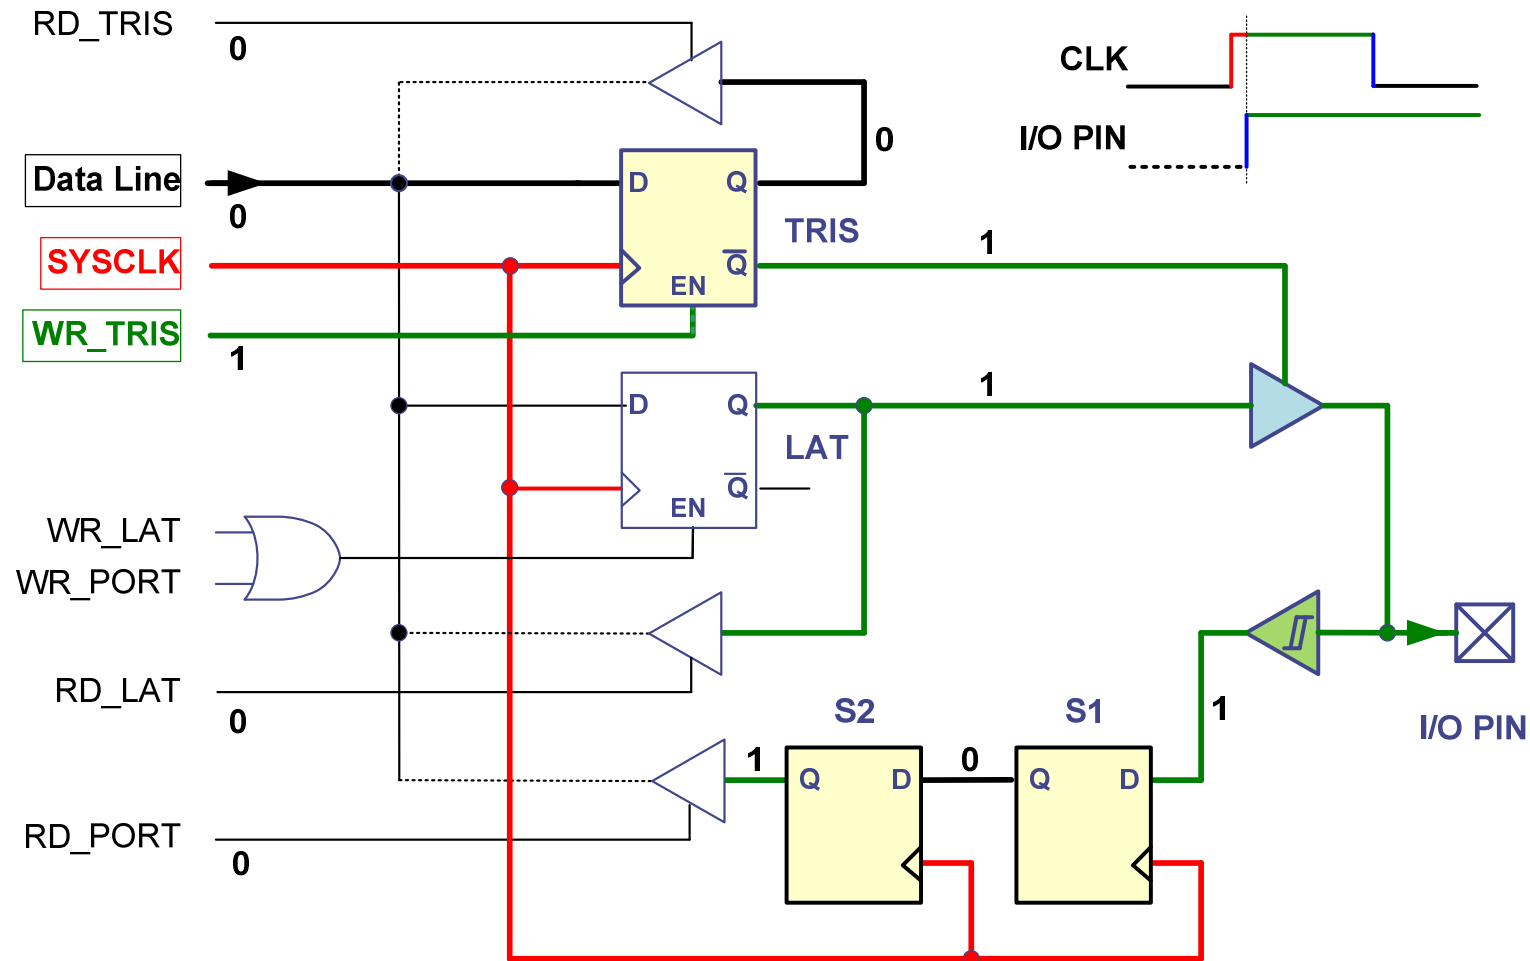 RD_TRIS
0
CLK
I/O PIN
0
Data Line
0
D
Q
TRIS
SYSCLK
Q
EN
1
WR_TRIS
1
D
Q
1
LAT
Q
EN
WR_LAT
WR_PORT
RD_LAT
0
S2
S1
1
I/O PIN
1
0
Q
D
Q
D
RD_PORT
0